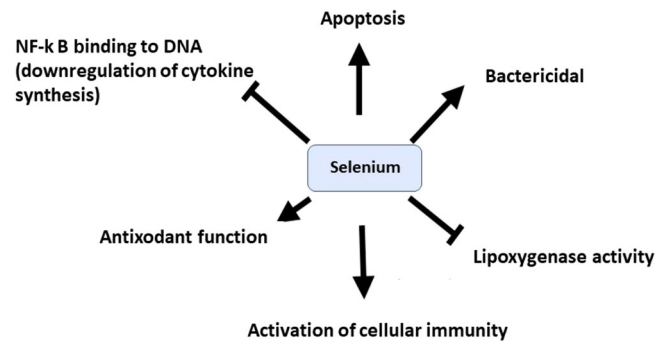 Apoptosis
NF-k B binding to DNA
(downregulation of cytokine
synthesis)
Bactericidal
Selenium
Antixodant function
Lipoxygenase activity
Activation of cellular immunity